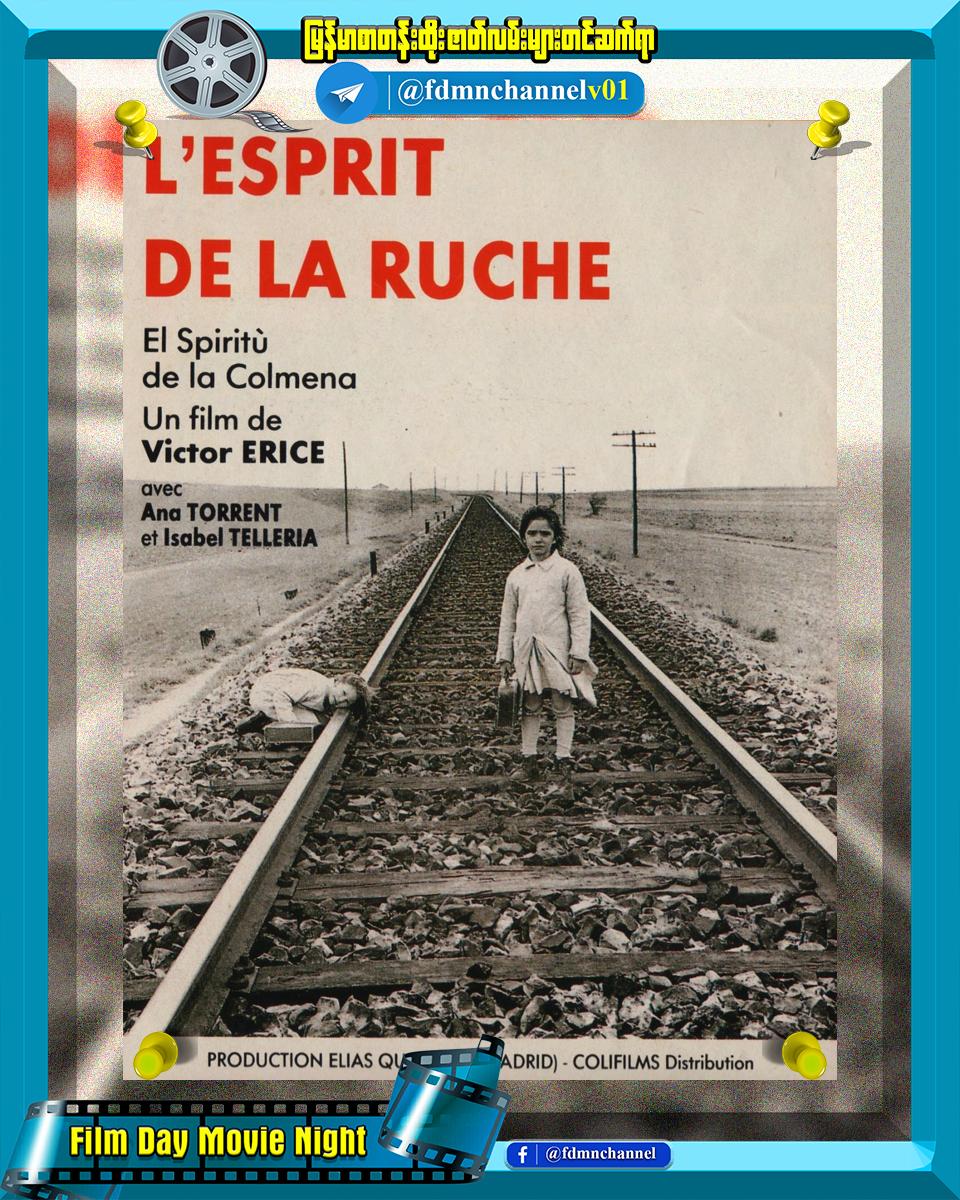 မြန်မာစာတန်းထိုးဇာတ်လမ်းများတင်ဆက်ရာ
@fdmnchannelv01
L'ESPRIT
DE LA RUCHE
El Spiritù
de la Colmena
Un film de
Victor ERICE
avec
Ana TORRENT
et Isabel TELLERIA
PRODUCTION ELIAS ADRID) - COLIFILMS Distribution
Film Day Movie Night
f @fdmnchannel